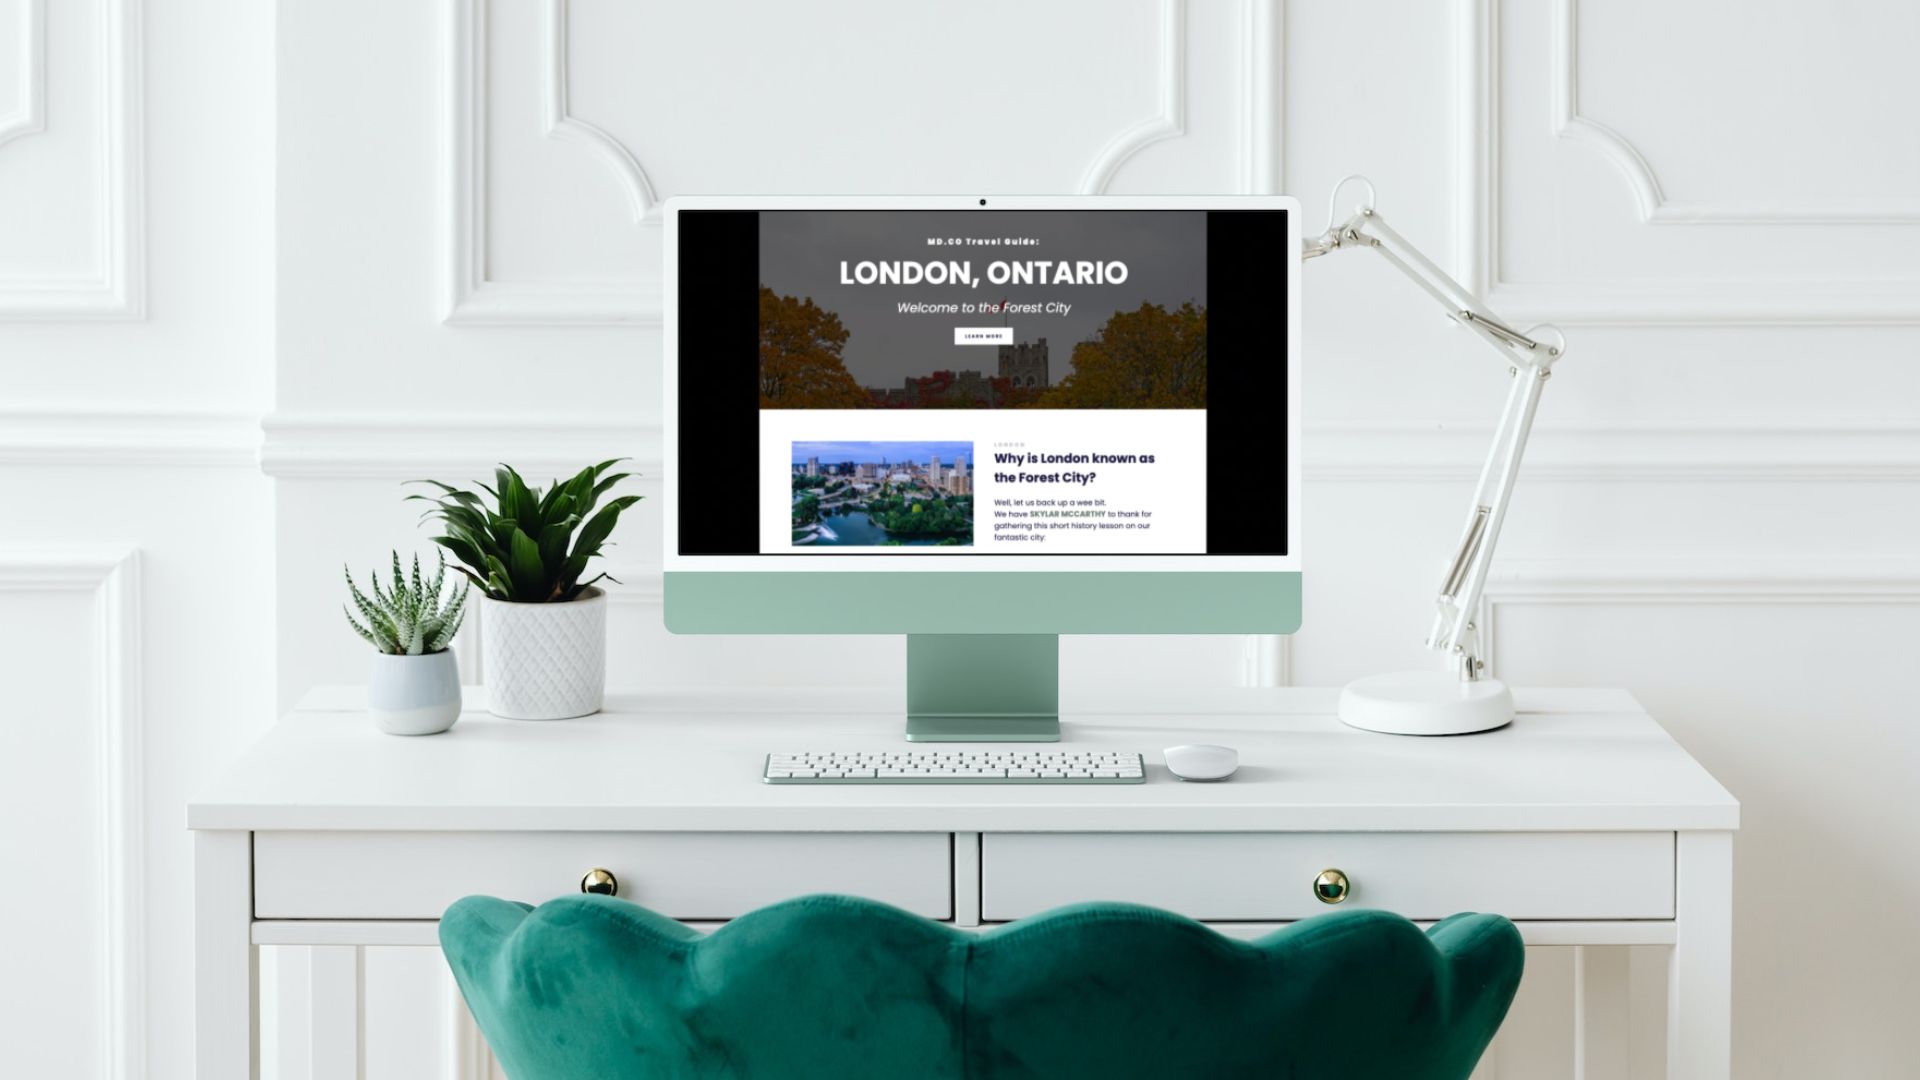 MD.CO Travel Guide:
LONDON, ONTARIO
Welcome to the Forest City
LEARN MORE
LONDON
Why is London known as
the Forest City?
Well, let us back up a wee bit.
We have SKYLAR MCCARTHY to thank for
gathering this short history lesson on our
fantastic city: